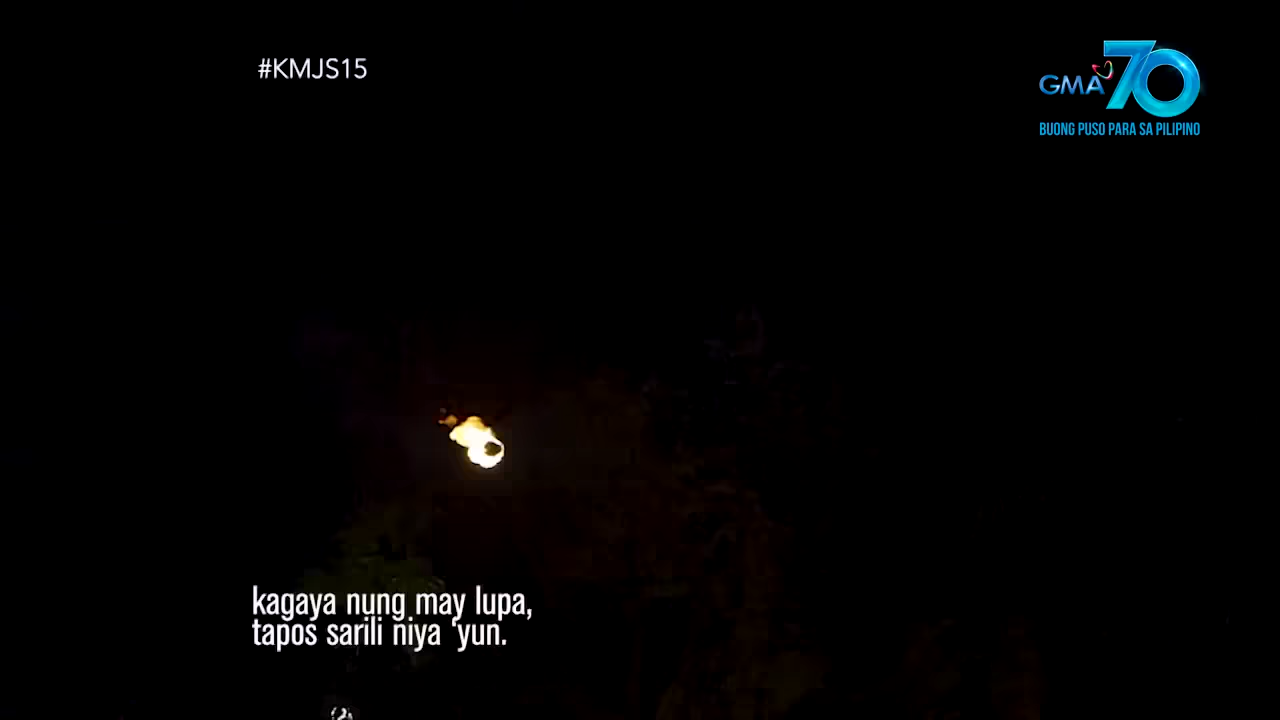 #KMJS15
GMA 70
BUONG PUSO PARA SA PILIPINO
kagaya nung may lupa,
tapos sarili niya 'yun.